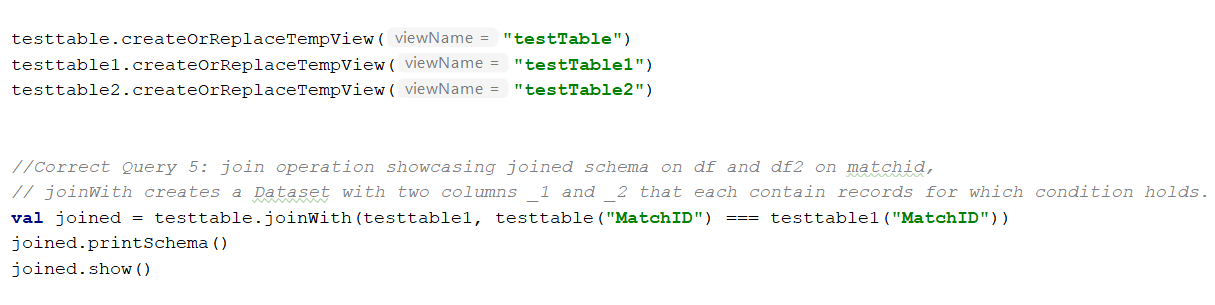 testtable.createOrReplaceTempView( viewName = "testTable")
testtable1.createOrReplaceTempView( viewName = "testTable1")
testtable2.createOrReplaceTempView( viewName = "testTable2")
//Correct Query 5: join operation showcasing joined schema on df and df2 on matchid,
// joinWith creates a Dataset with two columns _1 and _2 that each contain records for which condition holds.
val joined = testtable.joinWith(testtable1, testtable("MatchID") === testtable1("MatchID"))
joined.printSchema()
joined.show()